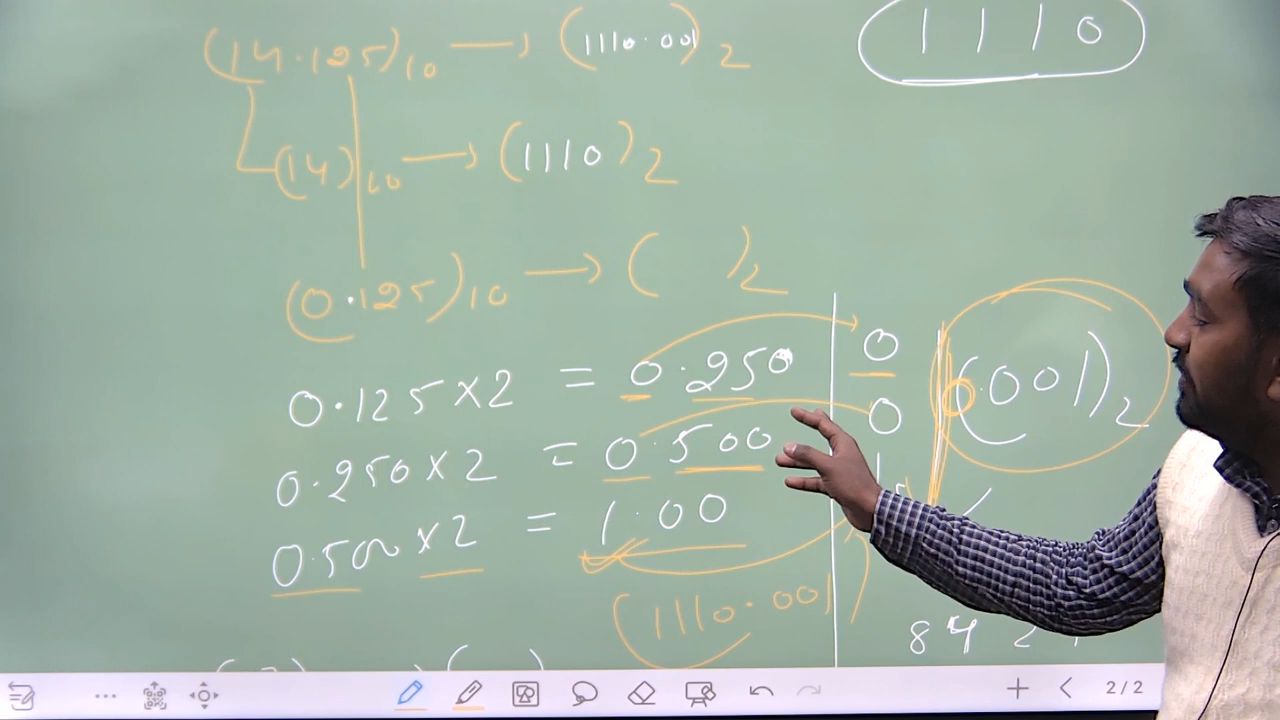 (14.125)10 → (1110.001)2
1110
(14)10 → (1110)2
(0.125)10 → ( )2
0.125×2 = 0.250 0
0.250×2 = 0.500 0
0.500×2 = 1.00 1
(0.001)2
(1110.001)
8 4 2 1
2/2